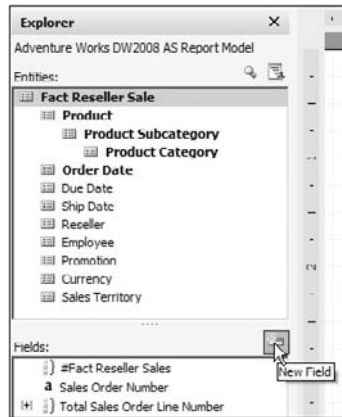 Explorer
Adventure Works DW2008 AS Report Model
Entities:
Fact Reseller Sale
Product
Product Subcategory
Product Category
Order Date
Due Date
Ship Date
Reseller
Employee
Promotion
Currency
Sales Territory
Fields:
New Field
#Fact Reseller Sales
a Sales Order Number
Total Sales Order Line Number
1
2